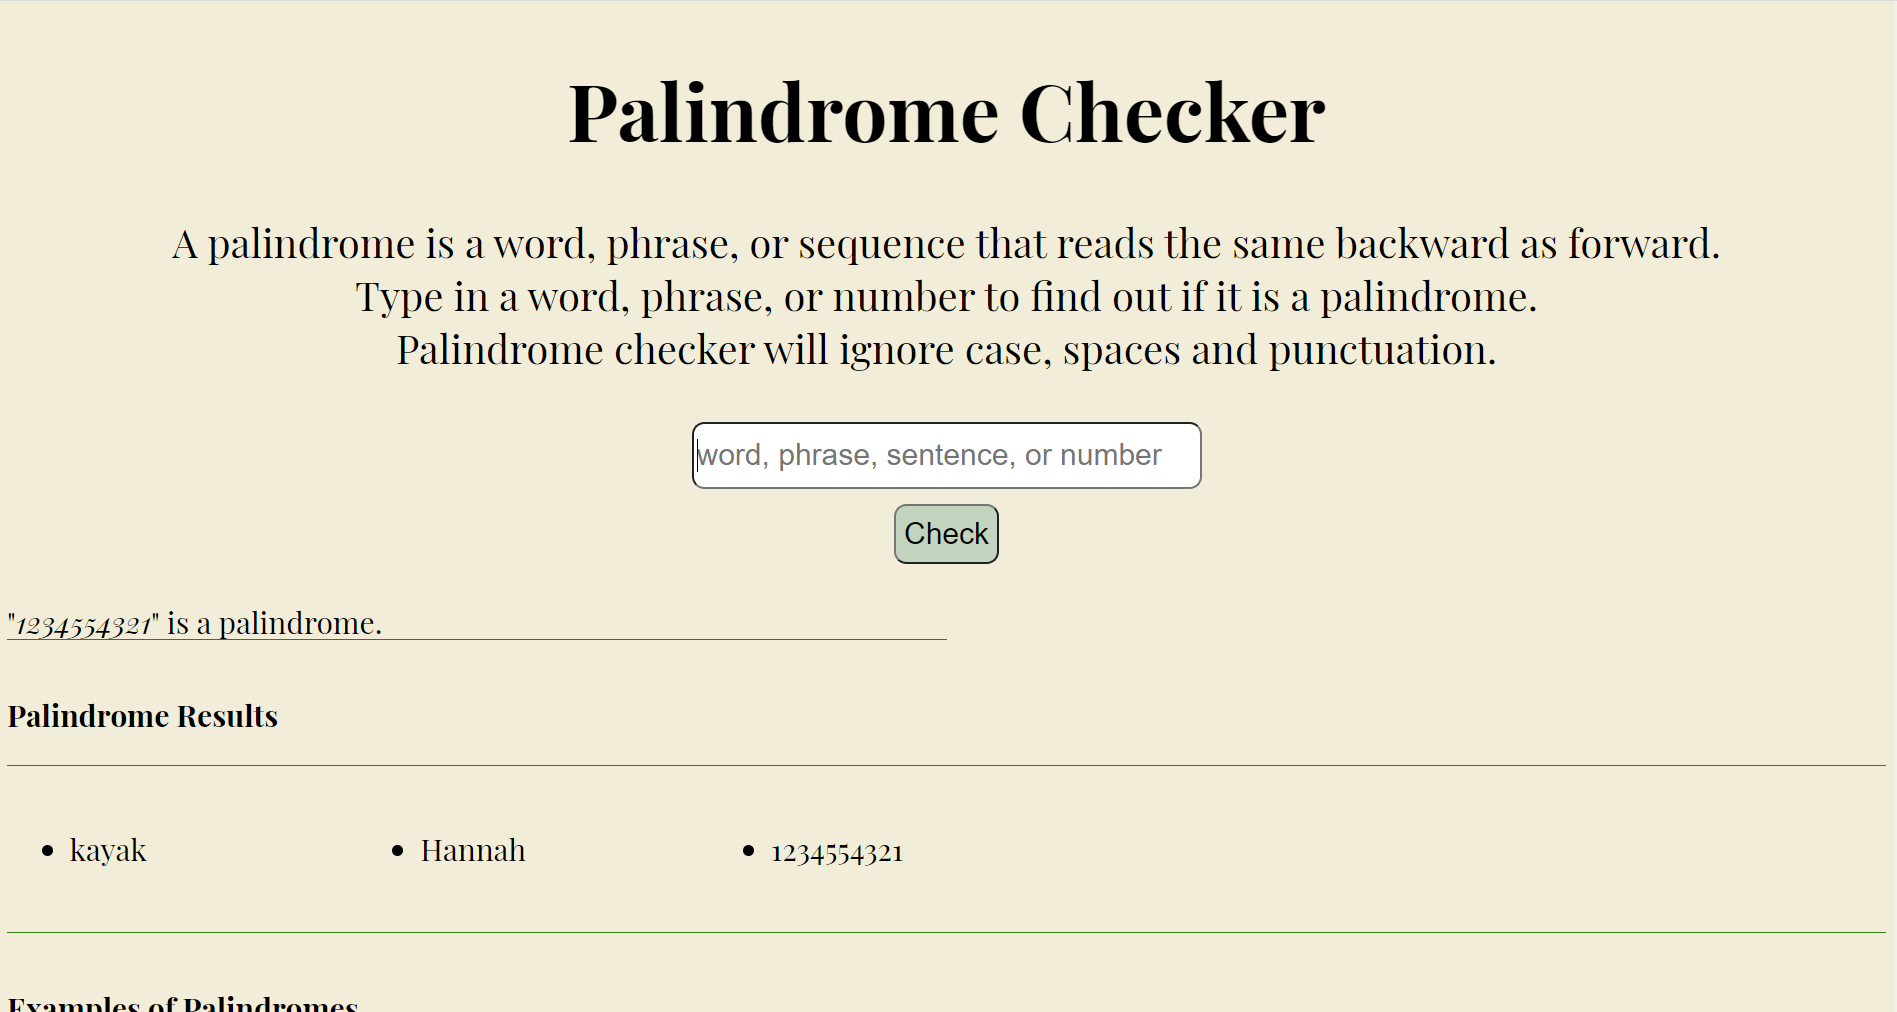 Palindrome Checker
A palindrome is a word, phrase, or sequence that reads the same backward as forward.
Type in a word, phrase, or number to find out if it is a palindrome.
Palindrome checker will ignore case, spaces and punctuation.
word, phrase, sentence, or number
Check
"1234554321" is a palindrome.
Palindrome Results
• kayak • Hannah • 1234554321
Examples of Palindromes